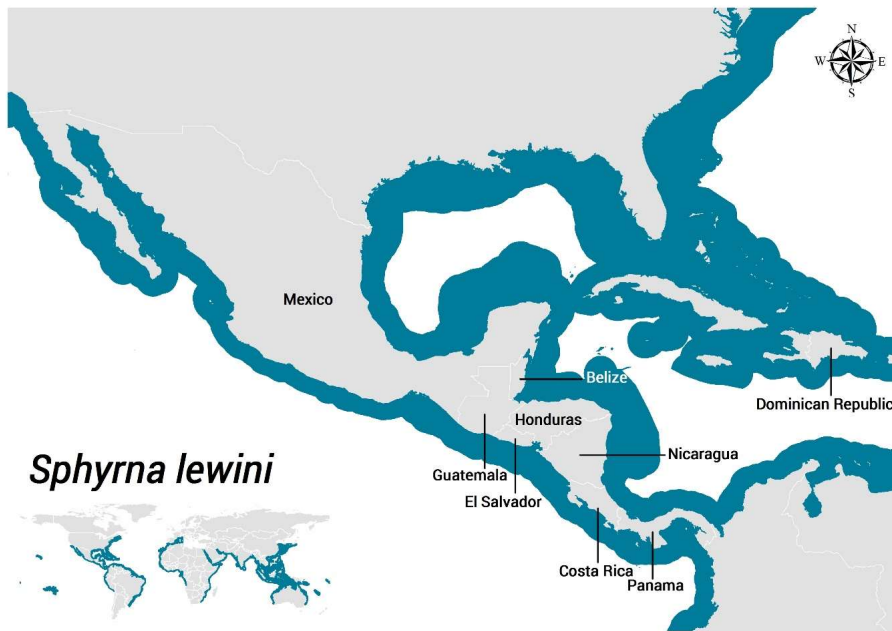 N
W E
S
Mexico
Belize
Dominican Republic
Honduras
Nicaragua
Guatemala
El Salvador
Costa Rica
Panama
Sphyrna lewini